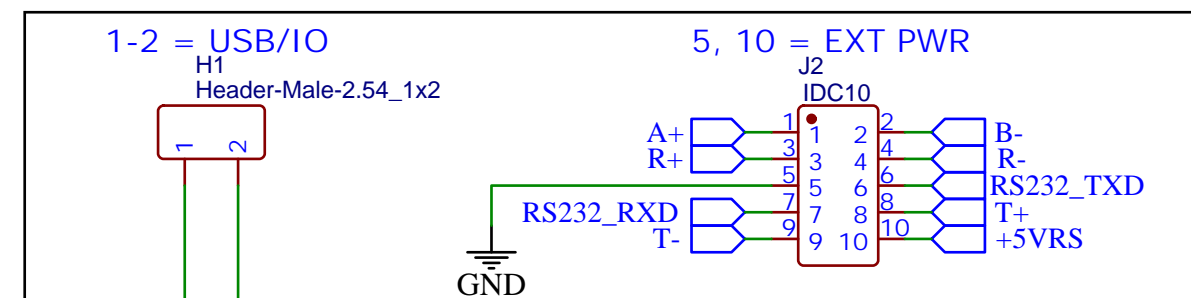 1-2 = USB/IO
H1
Header-Male-2.54_1x2
1
2
5, 10 = EXT PWR
J2
IDC10
A+ 1 1 2 2 B-
R+ 3 3 4 4 R-
5 5 6 6 RS232_TXD
RS232_RXD 7 7 8 8 T+
T- 9 9 10 10 +5VRS
GND